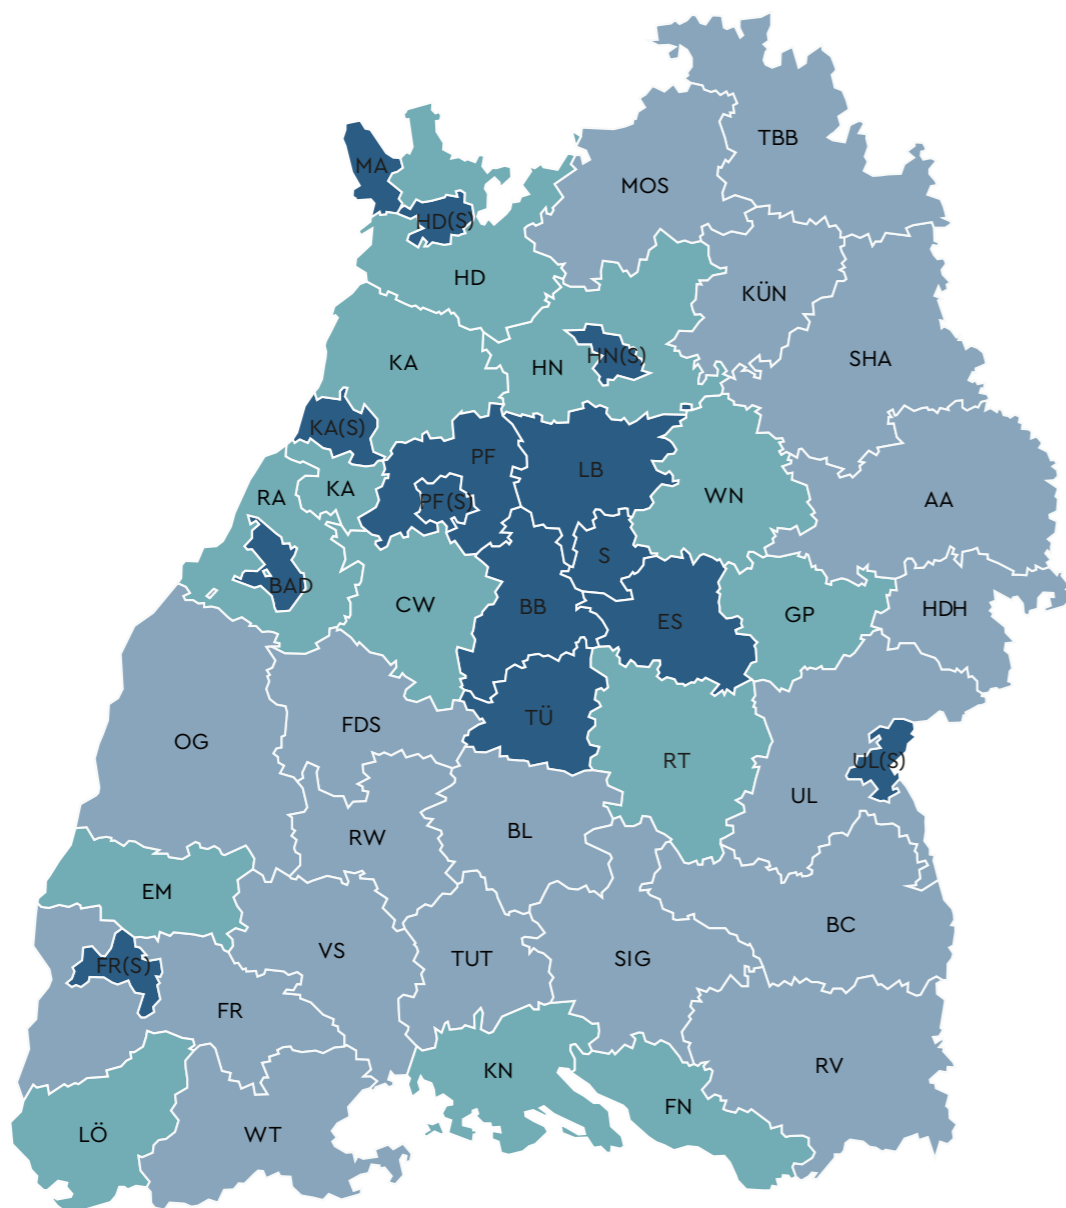 TBB
MA
MOS
HD(S)
HD
KÜN
HN(S)
SHA
KA
HN
KA(S)
PF
LB
KA
RA
WN
AA
PF(S)
S
BAD
CW
BB
HDH
GP
ES
TÜ
FDS
OG
RT
UL(S)
UL
BL
RW
EM
BC
VS
TUT
SIG
FR(S)
FR
RV
KN
FN
LÖ
WT